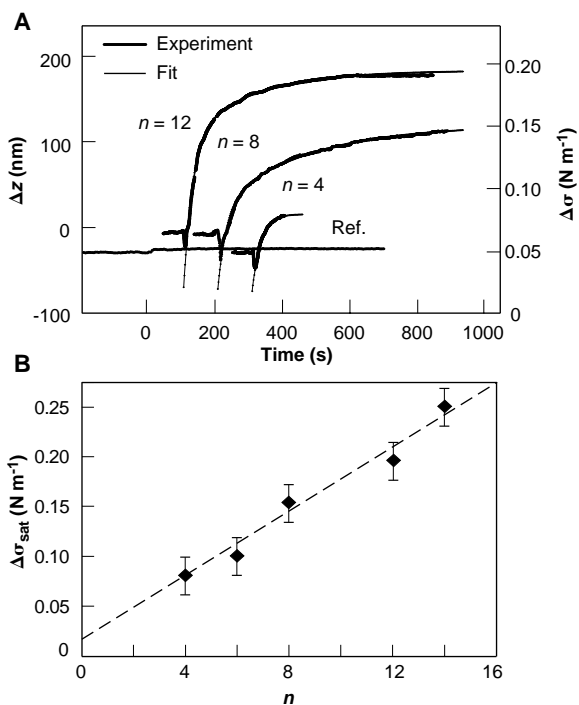 A
Experiment
Fit
n = 12
n = 8
n = 4
Ref.
200
100
0
-100
Δz (nm)
0.20
0.15
0.10
0.05
0
Δσ (N m⁻¹)
0 200 400 600 800 1000
Time (s)
B
0.25
0.20
0.15
0.10
0.05
0
Δσsat (N m⁻¹)
0 4 8 12 16
n